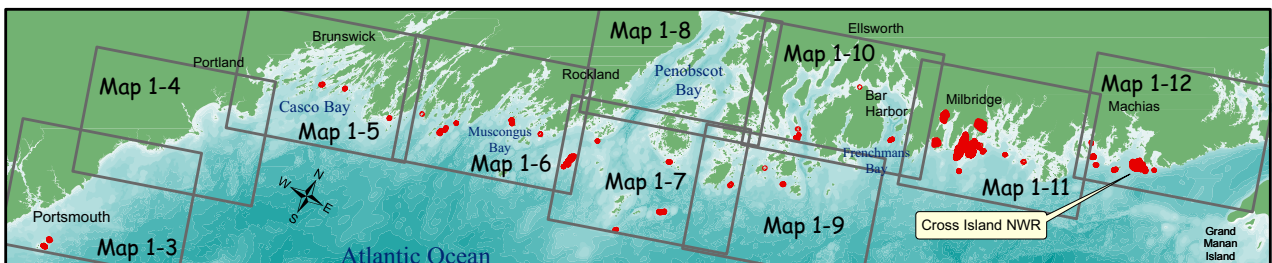 Map 1-8
Ellsworth
Brunswick
Map 1-10
Portland
Rockland
Penobscot
Bay
Map 1-4
Map 1-12
Casco Bay
Bar
Harbor
Milbridge
Machias
Map 1-5
Muscongus
Bay
Frenchmans
Bay
Map 1-6
Map 1-7
Map 1-11
N
W
E
S
Portsmouth
Map 1-3
Map 1-9
Cross Island NWR
Atlantic Ocean
Grand
Manan
Island